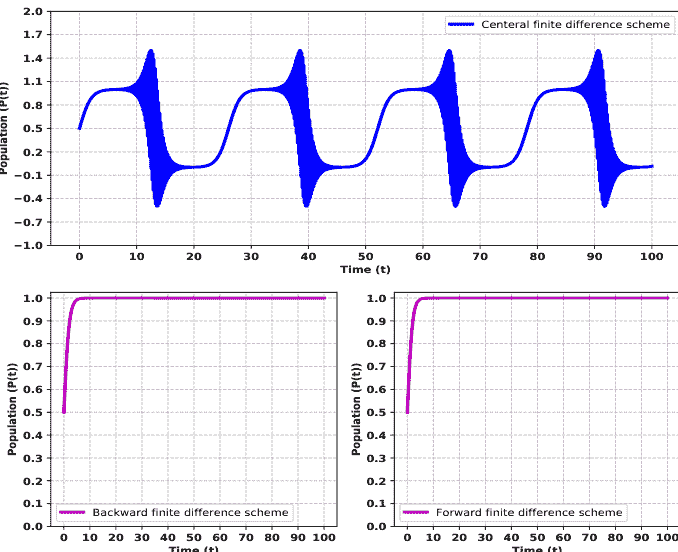 2.0
1.7
1.4
1.1
0.8
0.5
0.2
−0.1
−0.4
−0.7
−1.0
Population (P(t))
Centeral finite difference scheme
0 10 20 30 40 50 60 70 80 90 100
Time (t)
1.0
0.9
0.8
0.7
0.6
0.5
0.4
0.3
0.2
0.1
0.0
Population (P(t))
Backward finite difference scheme
0 10 20 30 40 50 60 70 80 90 100
Time (t)
1.0
0.9
0.8
0.7
0.6
0.5
0.4
0.3
0.2
0.1
0.0
Population (P(t))
Forward finite difference scheme
0 10 20 30 40 50 60 70 80 90 100
Time (t)